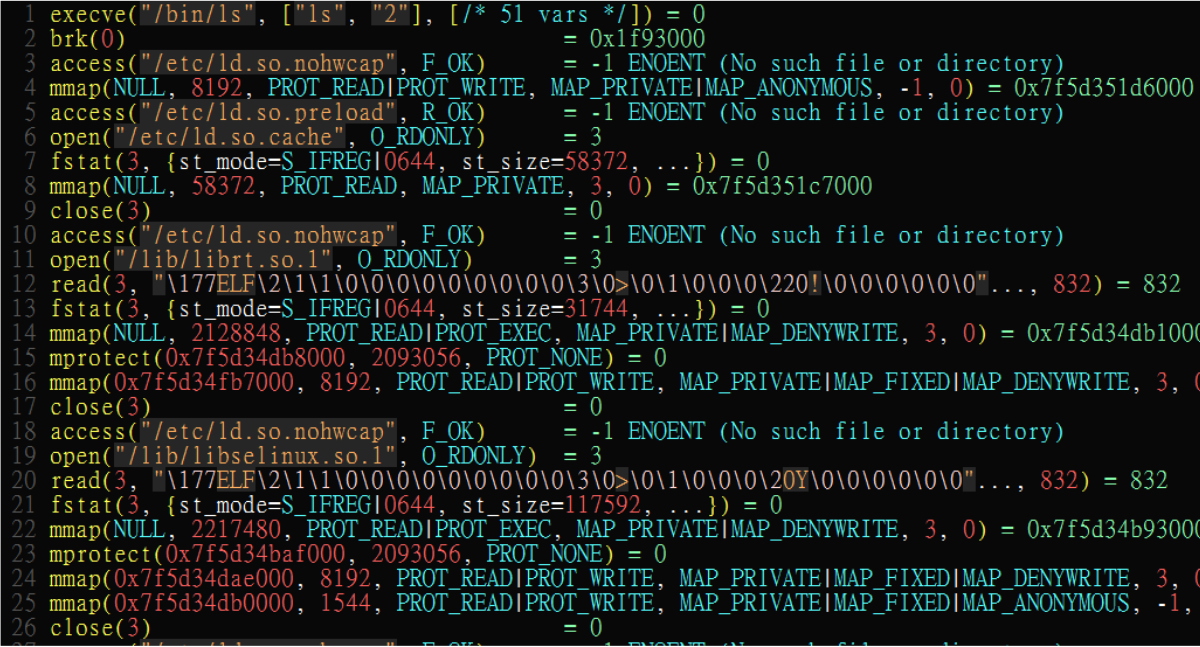 1 execve("/bin/ls", ["ls", "2"], [/* 51 vars */]) = 0
2 brk(0) = 0x1f93000
3 access("/etc/ld.so.nohwcap", F_OK) = -1 ENOENT (No such file or directory)
4 mmap(NULL, 8192, PROT_READ|PROT_WRITE, MAP_PRIVATE|MAP_ANONYMOUS, -1, 0) = 0x7f5d351d6000
5 access("/etc/ld.so.preload", R_OK) = -1 ENOENT (No such file or directory)
6 open("/etc/ld.so.cache", O_RDONLY) = 3
7 fstat(3, {st_mode=S_IFREG|0644, st_size=58372, ...}) = 0
8 mmap(NULL, 58372, PROT_READ, MAP_PRIVATE, 3, 0) = 0x7f5d351c7000
9 close(3) = 0
10 access("/etc/ld.so.nohwcap", F_OK) = -1 ENOENT (No such file or directory)
11 open("/lib/librt.so.1", O_RDONLY) = 3
12 read(3, "\177ELF\2\1\1\0\0\0\0\0\0\0\0\0\3\0>\0\1\0\0\0\220!\0\0\0\0\0\0"..., 832) = 832
13 fstat(3, {st_mode=S_IFREG|0644, st_size=31744, ...}) = 0
14 mmap(NULL, 2128848, PROT_READ|PROT_EXEC, MAP_PRIVATE|MAP_DENYWRITE, 3, 0) = 0x7f5d34db1000
15 mprotect(0x7f5d34db8000, 2093056, PROT_NONE) = 0
16 mmap(0x7f5d34fb7000, 8192, PROT_READ|PROT_WRITE, MAP_PRIVATE|MAP_FIXED|MAP_DENYWRITE, 3,
17 close(3) = 0
18 access("/etc/ld.so.nohwcap", F_OK) = -1 ENOENT (No such file or directory)
19 open("/lib/libselinux.so.1", O_RDONLY) = 3
20 read(3, "\177ELF\2\1\1\0\0\0\0\0\0\0\0\0\3\0>\0\1\0\0\0\20Y\0\0\0\0\0\0"..., 832) = 832
21 fstat(3, {st_mode=S_IFREG|0644, st_size=117592, ...}) = 0
22 mmap(NULL, 2217480, PROT_READ|PROT_EXEC, MAP_PRIVATE|MAP_DENYWRITE, 3, 0) = 0x7f5d34b93000
23 mprotect(0x7f5d34baf000, 2093056, PROT_NONE) = 0
24 mmap(0x7f5d34dae000, 8192, PROT_READ|PROT_WRITE, MAP_PRIVATE|MAP_FIXED|MAP_DENYWRITE, 3,
25 mmap(0x7f5d34db0000, 1544, PROT_READ|PROT_WRITE, MAP_PRIVATE|MAP_FIXED|MAP_ANONYMOUS, -1,
26 close(3) = 0